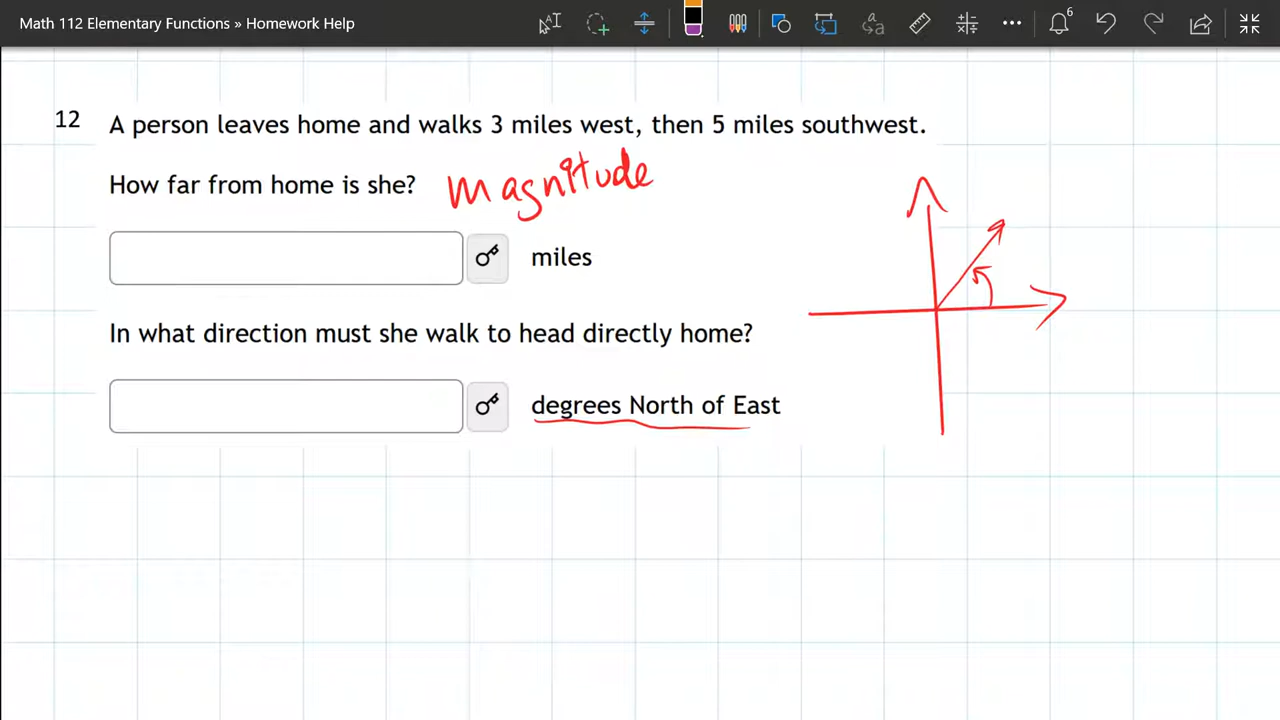 Math 112 Elementary Functions » Homework Help
6
12 A person leaves home and walks 3 miles west, then 5 miles southwest.
How far from home is she? magnitude
miles
In what direction must she walk to head directly home?
degrees North of East